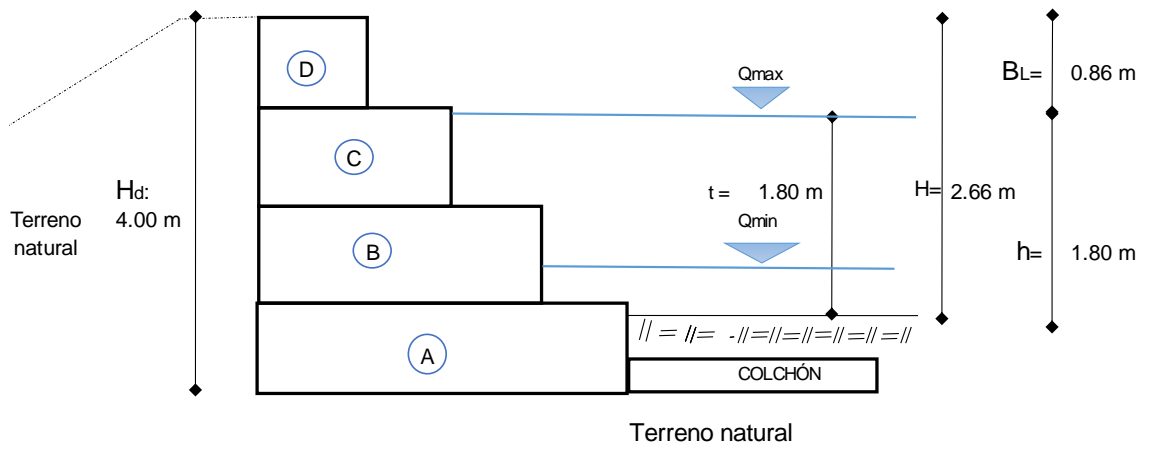 D
Qmax
BL= 0.86 m
C
Hd:
4.00 m
t = 1.80 m
H= 2.66 m
Terreno
natural
Qmin
B
h= 1.80 m
A
COLCHÓN
Terreno natural